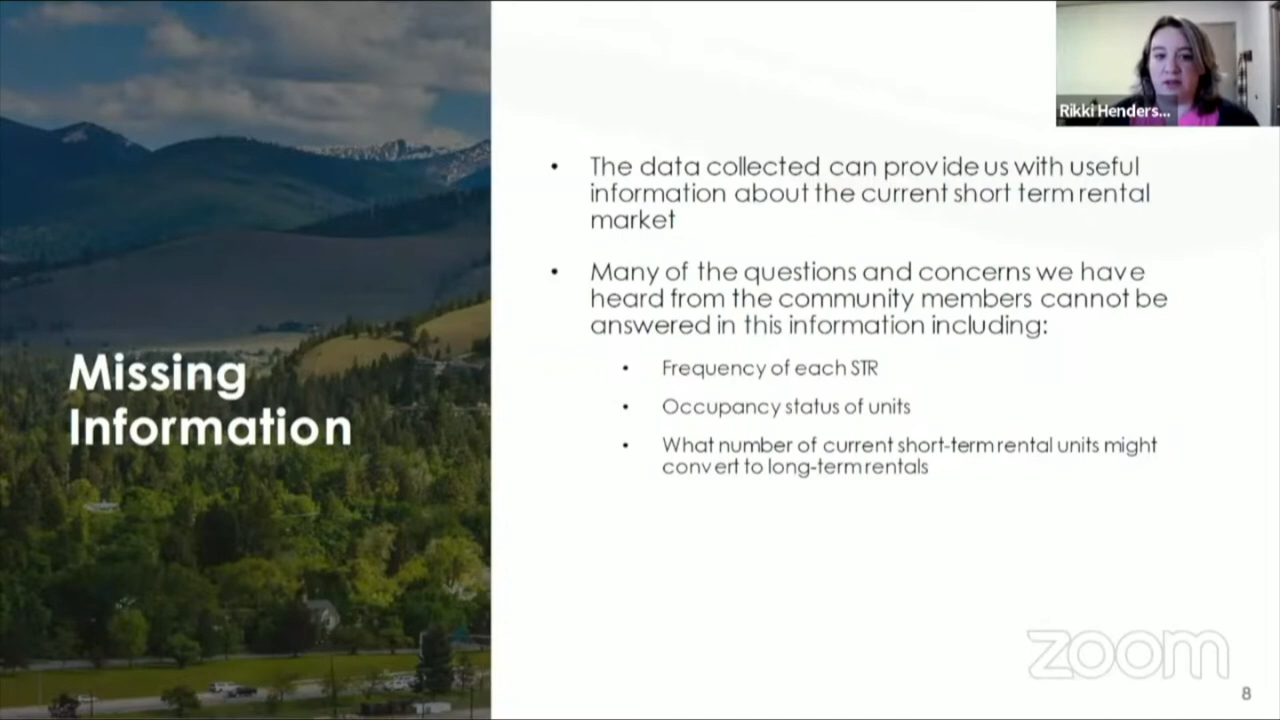 Rikki Henders...
• The data collected can provide us with useful
information about the current short term rental
market
• Many of the questions and concerns we have
heard from the community members cannot be
answered in this information including:
• Frequency of each STR
• Occupancy status of units
• What number of current short-term rental units might
convert to long-term rentals
Missing
Information
zoom
8